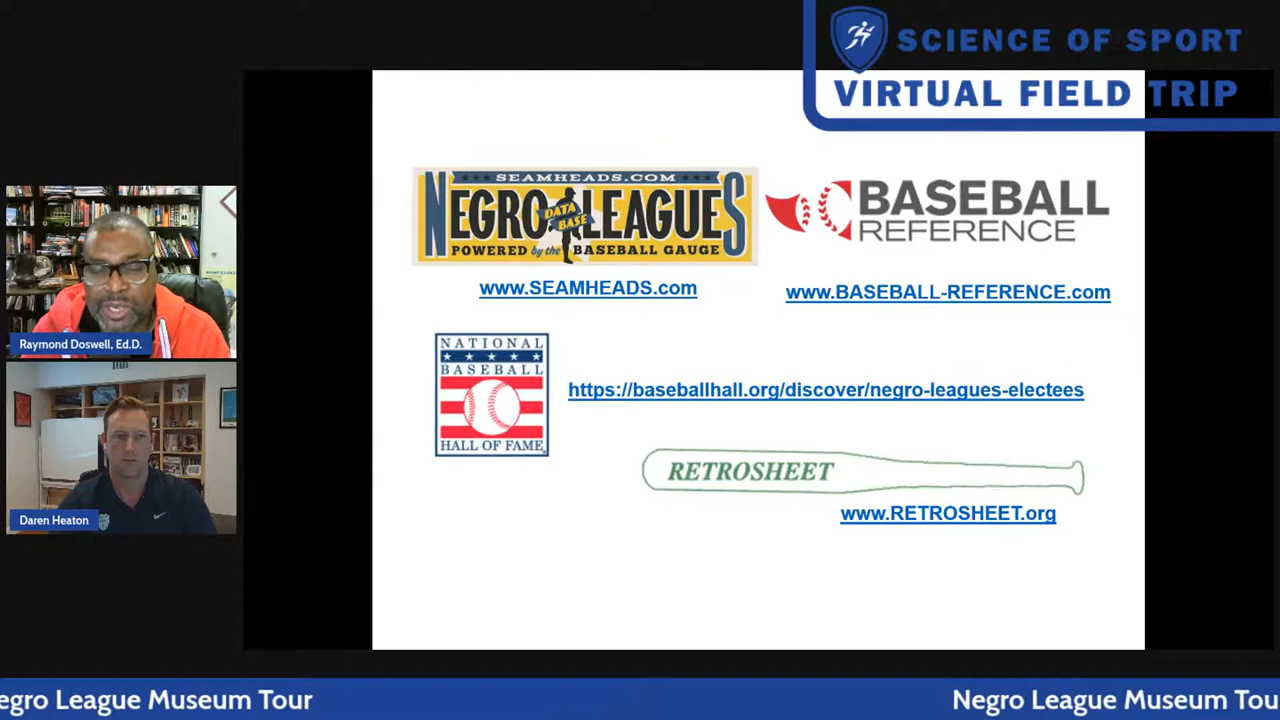 SCIENCE OF SPORT
VIRTUAL FIELD TRIP
SEAMHEADS.COM
NEGRO LEAGUES
DATA
BASE
POWERED by the BASEBALL GAUGE
www.SEAMHEADS.com
BASEBALL
REFERENCE
www.BASEBALL-REFERENCE.com
Raymond Doswell, Ed.D.
NATIONAL
BASEBALL
HALL OF FAME
https://baseballhall.org/discover/negro-leagues-electees
RETROSHEET
www.RETROSHEET.org
Daren Heaton
egro League Museum Tour
Negro League Museum Tou